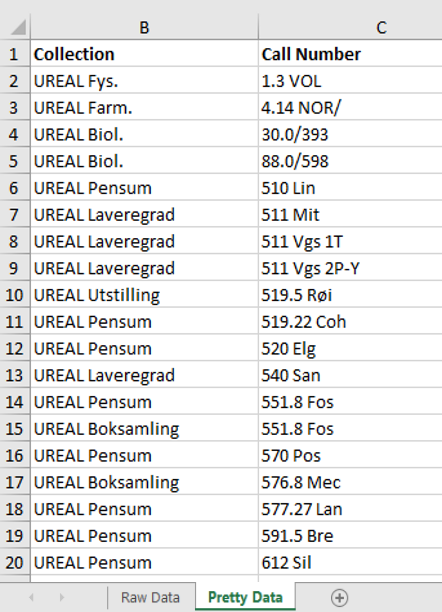 B C
1 Collection Call Number
2 UREAL Fys. 1.3 VOL
3 UREAL Farm. 4.14 NOR/
4 UREAL Biol. 30.0/393
5 UREAL Biol. 88.0/598
6 UREAL Pensum 510 Lin
7 UREAL Laveregrad 511 Mit
8 UREAL Laveregrad 511 Vgs 1T
9 UREAL Laveregrad 511 Vgs 2P-Y
10 UREAL Utstilling 519.5 Røi
11 UREAL Pensum 519.22 Coh
12 UREAL Pensum 520 Elg
13 UREAL Laveregrad 540 San
14 UREAL Pensum 551.8 Fos
15 UREAL Boksamling 551.8 Fos
16 UREAL Pensum 570 Pos
17 UREAL Boksamling 576.8 Mec
18 UREAL Pensum 577.27 Lan
19 UREAL Pensum 591.5 Bre
20 UREAL Pensum 612 Sil
Raw Data Pretty Data